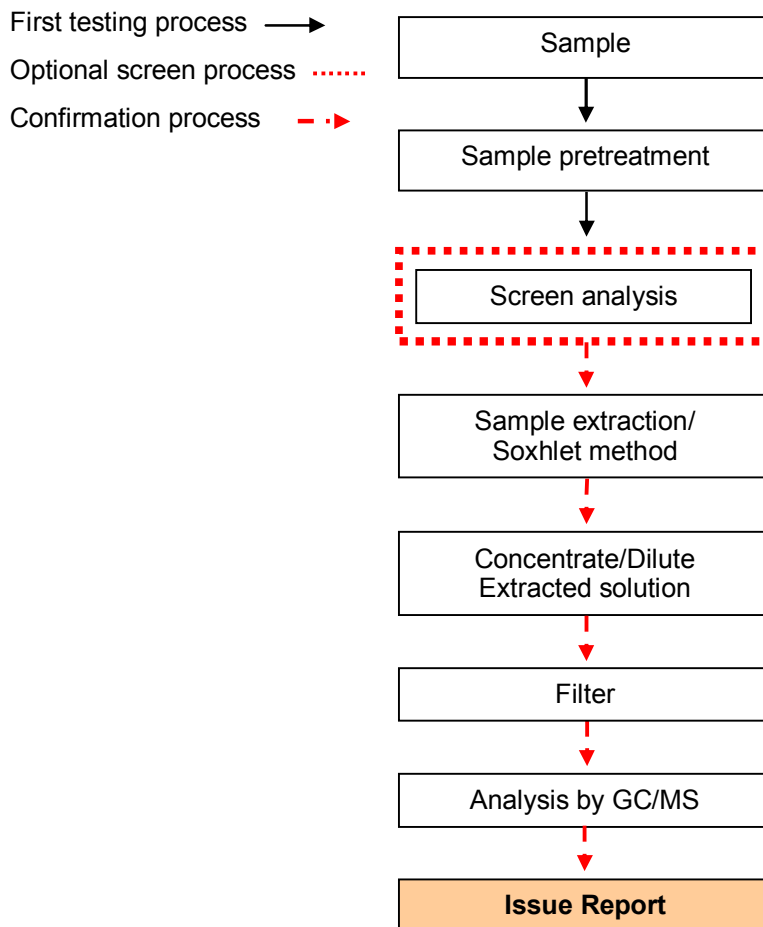 First testing process
Optional screen process
Confirmation process
Sample
Sample pretreatment
Screen analysis
Sample extraction/
Soxhlet method
Concentrate/Dilute
Extracted solution
Filter
Analysis by GC/MS
Issue Report